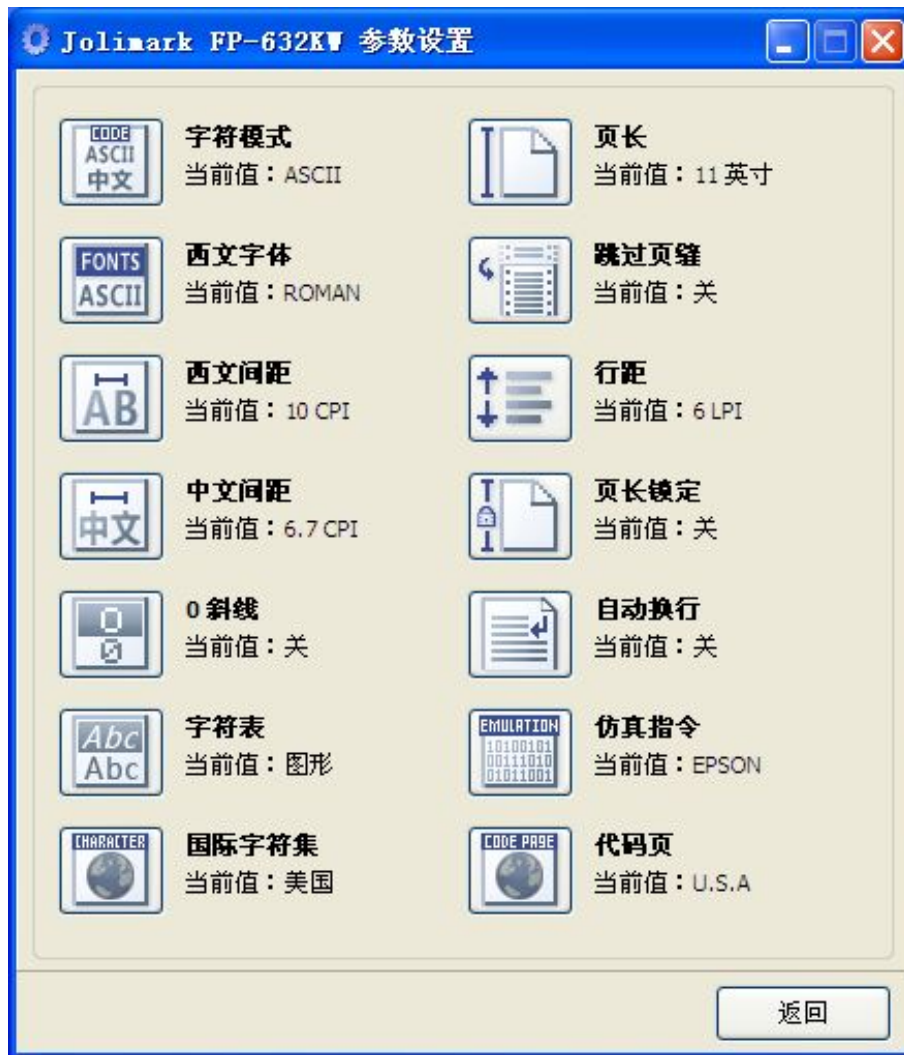 Jolimark FP-632KW 参数设置
CODE
ASCII
中文
字符模式
当前值：ASCII
页长
当前值：11 英寸
FONTS
ASCII
西文字体
当前值：ROMAN
跳过页缝
当前值：关
AB
西文间距
当前值：10 CPI
行距
当前值：6 LPI
中文
中文间距
当前值：6.7 CPI
页长镜定
当前值：关
0
0
0 斜线
当前值：关
自动换行
当前值：关
Abc
Abc
字符表
当前值：图形
EMULATION
10100101
00111010
01011001
仿真指令
当前值：EPSON
CHARACTER
国际字符集
当前值：美国
CODE PAGE
代码页
当前值：U.S.A
返回